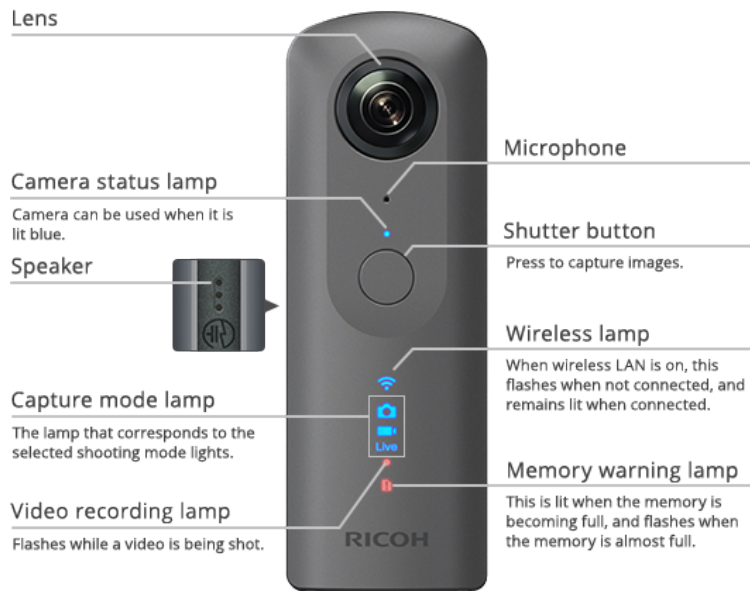 Lens
Camera status lamp
Camera can be used when it is
lit blue.
Speaker
Capture mode lamp
The lamp that corresponds to the
selected shooting mode lights.
Video recording lamp
Flashes while a video is being shot.
Live
RICOH
Microphone
Shutter button
Press to capture images.
Wireless lamp
When wireless LAN is on, this
flashes when not connected, and
remains lit when connected.
Memory warning lamp
This is lit when the memory is
becoming full, and flashes when
the memory is almost full.